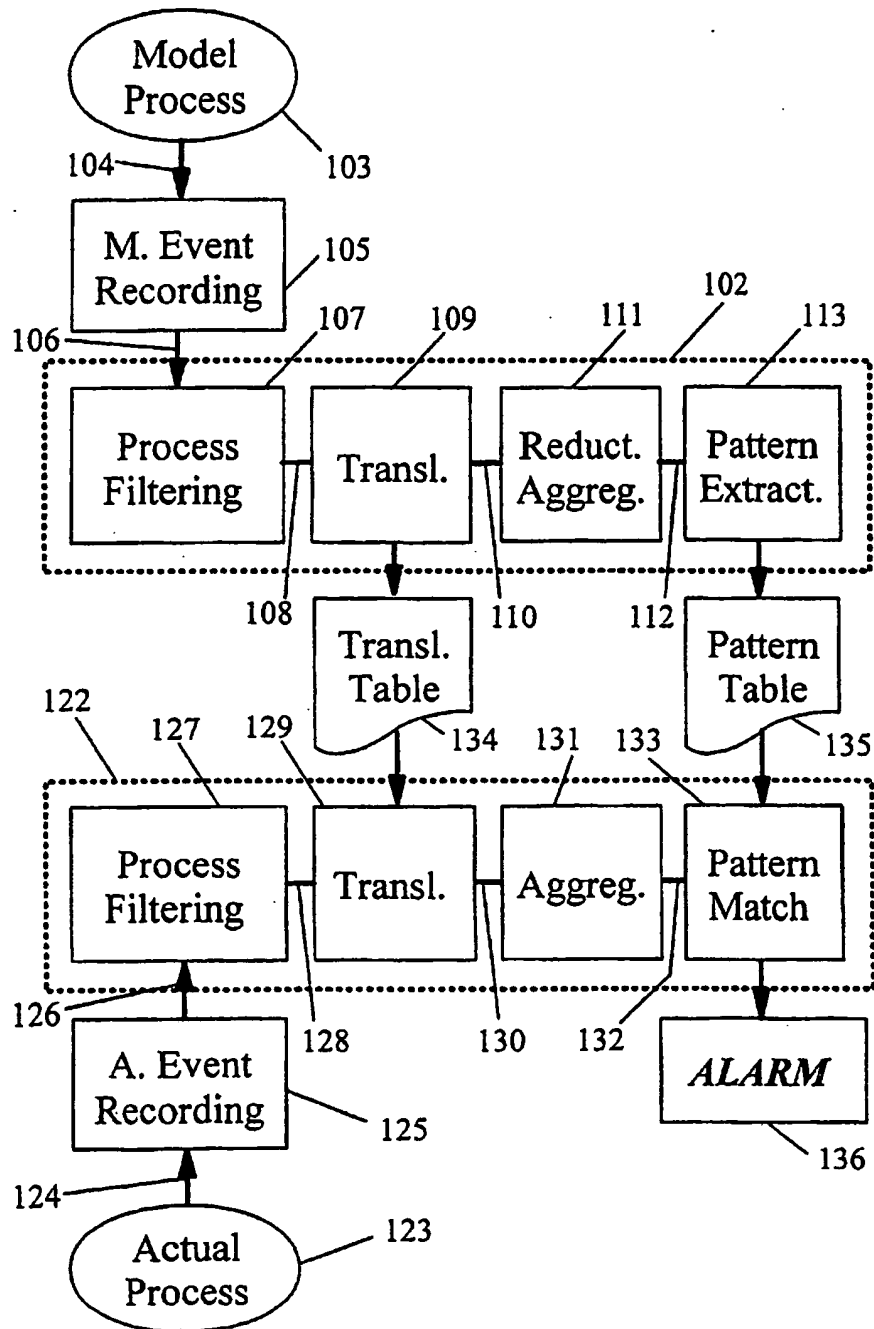 Model
Process
104
103
M. Event
Recording
105
106
107
109
111
102
113
Process
Filtering
Transl.
Reduct.
Aggreg.
Pattern
Extract.
108
110
112
Transl.
Table
Pattern
Table
122
127
129
134
131
133
135
Process
Filtering
Transl.
Aggreg.
Pattern
Match
126
128
130
132
A. Event
Recording
125
ALARM
136
124
Actual
Process
123